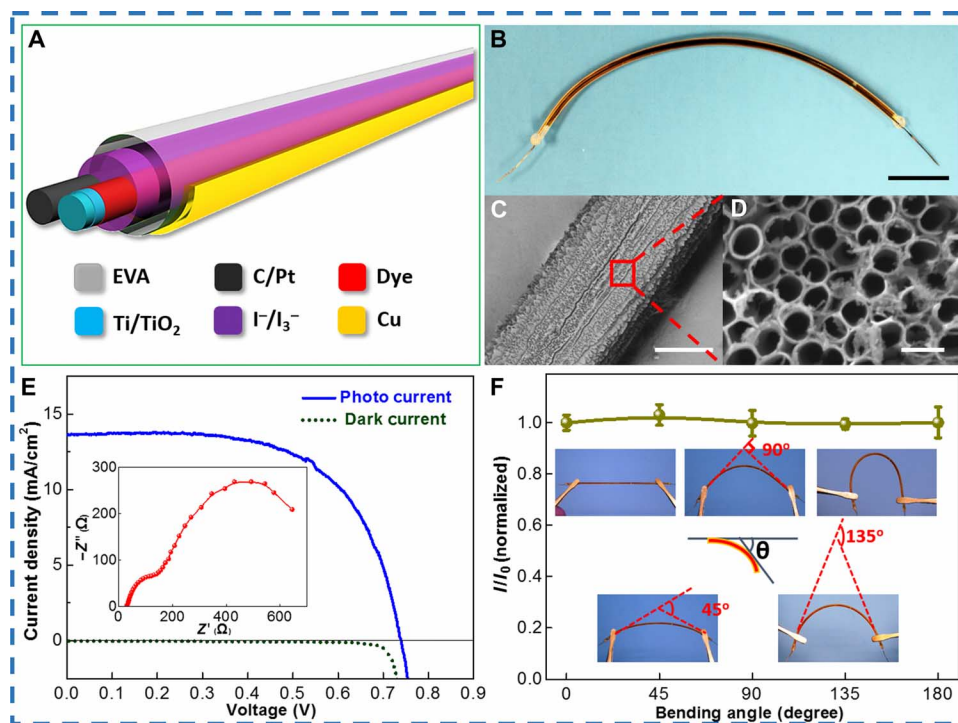 A
EVA
C/Pt
Dye
Ti/TiO₂
I⁻/I₃⁻
Cu
B
C
D
E
Photo current
Dark current
Current density (mA/cm²)
15
10
5
0
300
200
100
0
-Z'' (Ω)
0 200 400 600
Z' (Ω)
0.0 0.1 0.2 0.3 0.4 0.5 0.6 0.7 0.8 0.9
Voltage (V)
F
I/I₀ (normalized)
1.0
0.8
0.6
0.4
0.2
0.0
90°
135°
θ
45°
0 45 90 135 180
Bending angle (degree)